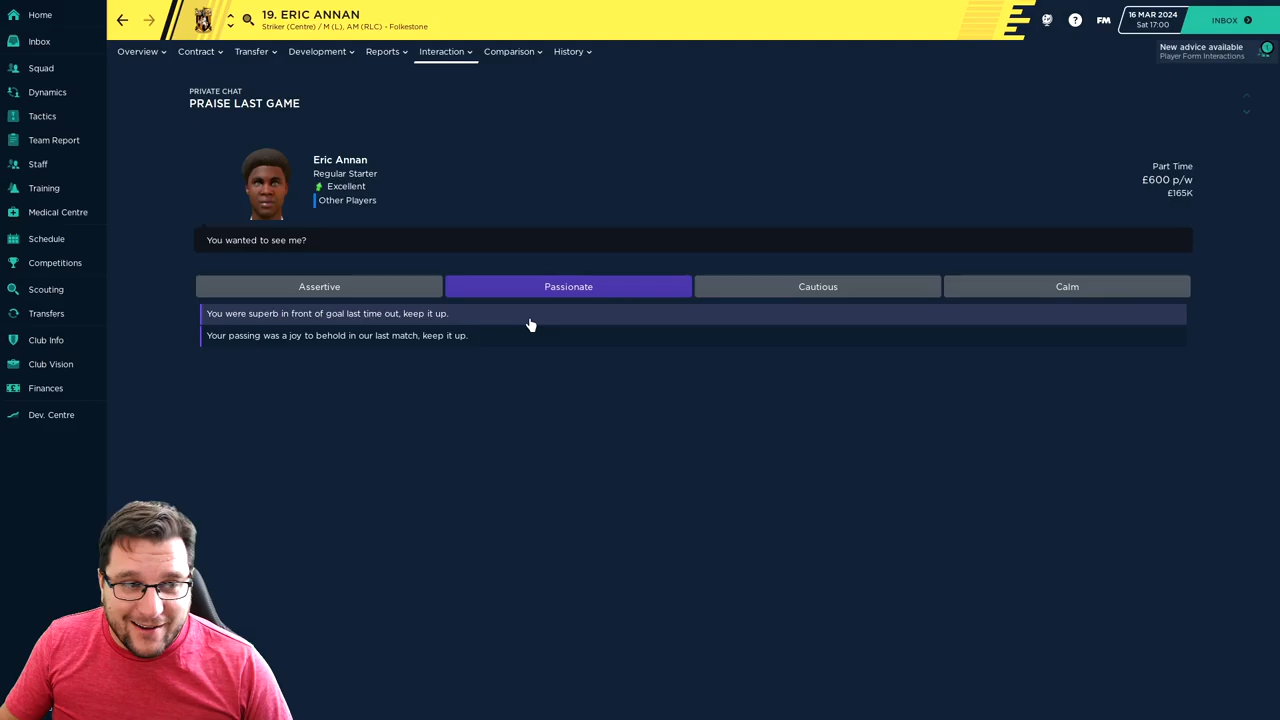 Home
Inbox
Squad
Dynamics
Tactics
Team Report
Staff
Training
Medical Centre
Schedule
Competitions
Scouting
Transfers
Club Info
Club Vision
Finances
Dev. Centre
19. ERIC ANNAN
Striker (Centre) / M (L), AM (RLC) - Folkestone
FM
16 MAR 2024
Sat 17:00
INBOX
Overview
Contract
Transfer
Development
Reports
Interaction
Comparison
History
New advice available
Player Form Interactions
1
PRIVATE CHAT
PRAISE LAST GAME
Eric Annan
Regular Starter
Excellent
Other Players
Part Time
£600 p/w
£165K
You wanted to see me?
Assertive
Passionate
Cautious
Calm
You were superb in front of goal last time out, keep it up.
Your passing was a joy to behold in our last match, keep it up.